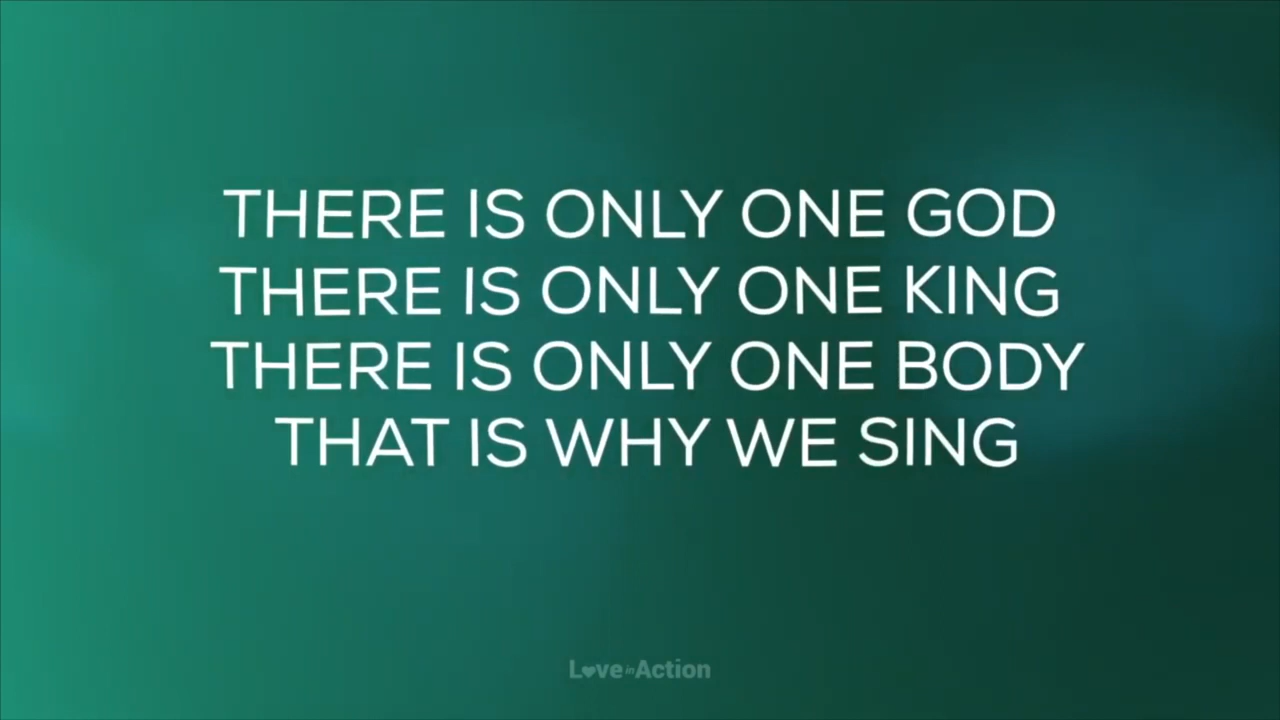 THERE IS ONLY ONE GOD
THERE IS ONLY ONE KING
THERE IS ONLY ONE BODY
THAT IS WHY WE SING
Love in Action